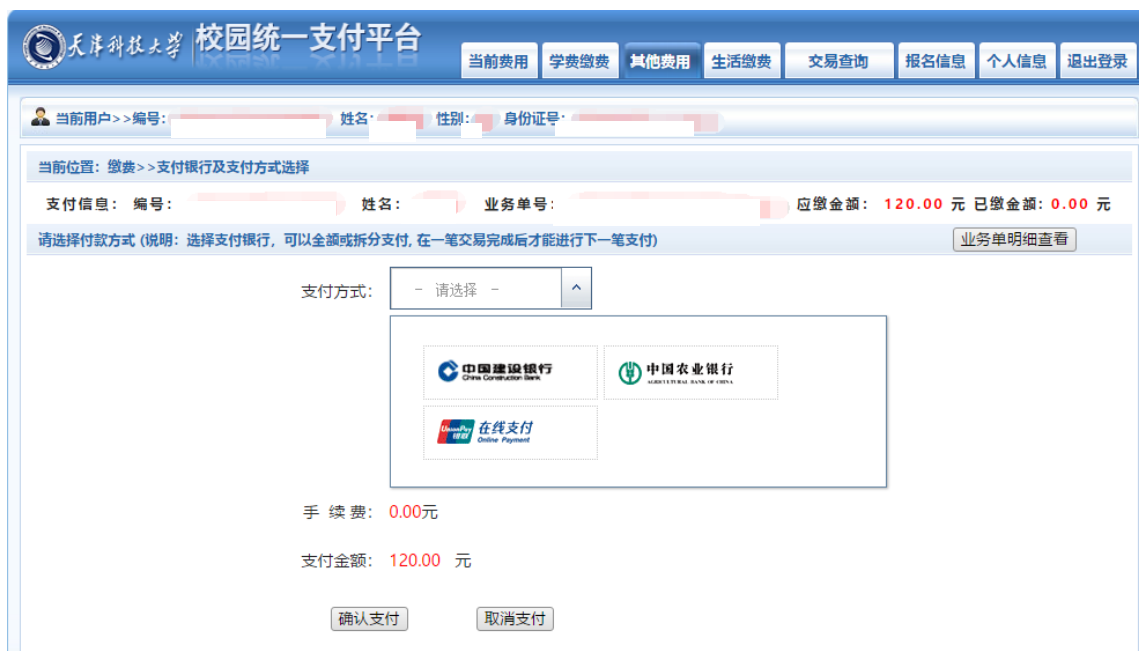 天津科技大学 校园统一支付平台
当前费用 学费缴费 其他费用 生活缴费 交易查询 报名信息 个人信息 退出登录
当前用户>>编号: 姓名: 性别: 身份证号:
当前位置：缴费>>支付银行及支付方式选择
支付信息： 编号： 姓名： 业务单号： 应缴金额： 120.00 元 已缴金额: 0.00 元
请选择付款方式 (说明：选择支付银行，可以全额或拆分支付, 在一笔交易完成后才能进行下一笔支付)
业务单明细查看
支付方式： - 请选择 -
中国建设银行
China Construction Bank
中国农业银行
AGRICULTURAL BANK OF CHINA
UnionPay
银联
在线支付
Online Payment
手 续 费： 0.00元
支付金额： 120.00 元
确认支付 取消支付